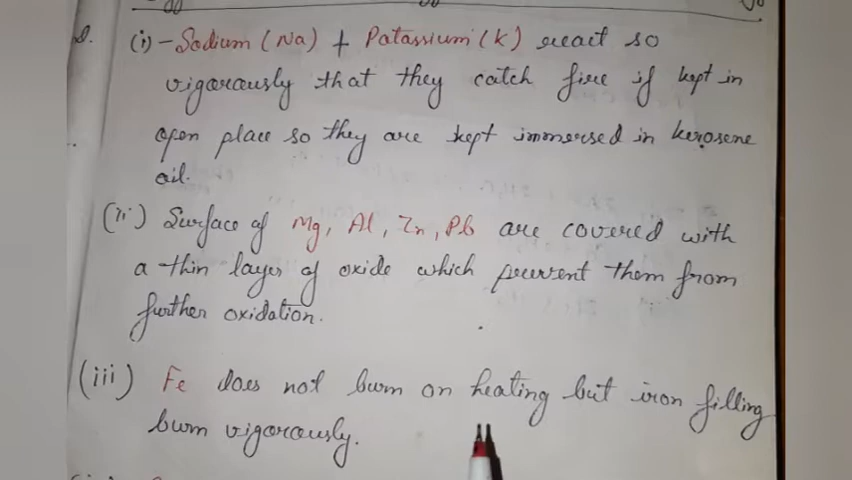 (i) - Sodium (Na) + Patassium (K) react so
vigorously that they catch fire if kept in
open place so they are kept immersed in kerosene
oil.
(ii) Surface of Mg, Al, Zn, Pb are covered with
a thin layer of oxide which prevent them from
further oxidation.
(iii) Fe does not burn on heating but iron filling
burn vigorously.